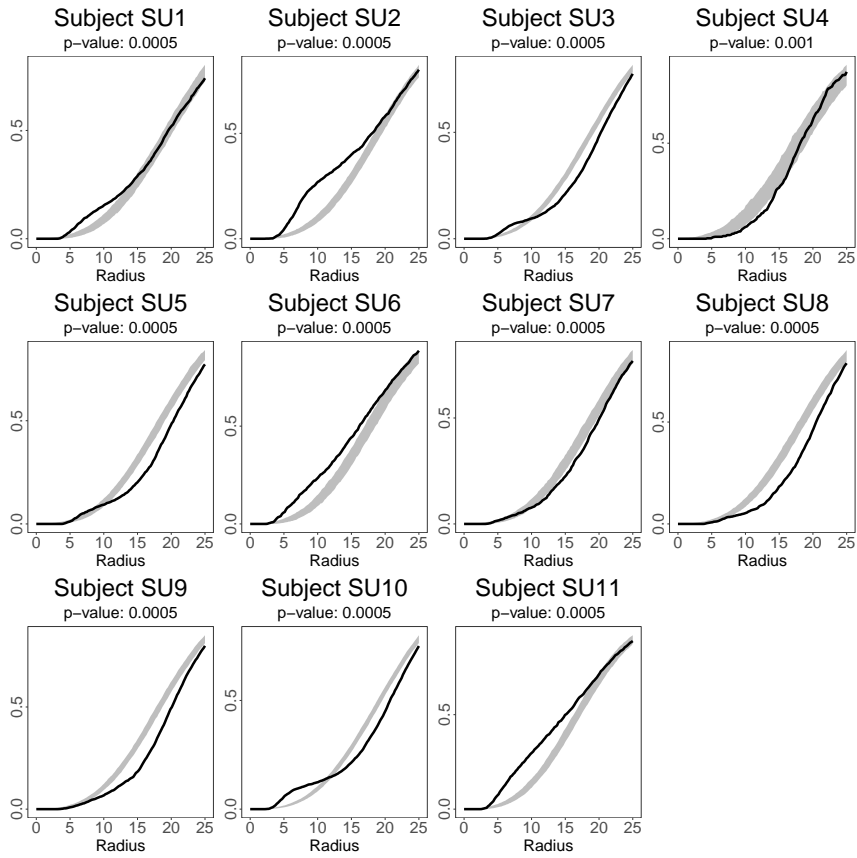 Subject SU1
p−value: 0.0005
0.5
0.0
0 5 10 15 20 25
Radius
Subject SU2
p−value: 0.0005
0.5
0.0
0 5 10 15 20 25
Radius
Subject SU3
p−value: 0.0005
0.5
0.0
0 5 10 15 20 25
Radius
Subject SU4
p−value: 0.001
0.5
0.0
0 5 10 15 20 25
Radius
Subject SU5
p−value: 0.0005
0.5
0.0
0 5 10 15 20 25
Radius
Subject SU6
p−value: 0.0005
0.5
0.0
0 5 10 15 20 25
Radius
Subject SU7
p−value: 0.0005
0.5
0.0
0 5 10 15 20 25
Radius
Subject SU8
p−value: 0.0005
0.5
0.0
0 5 10 15 20 25
Radius
Subject SU9
p−value: 0.0005
0.5
0.0
0 5 10 15 20 25
Radius
Subject SU10
p−value: 0.0005
0.5
0.0
0 5 10 15 20 25
Radius
Subject SU11
p−value: 0.0005
0.5
0.0
0 5 10 15 20 25
Radius